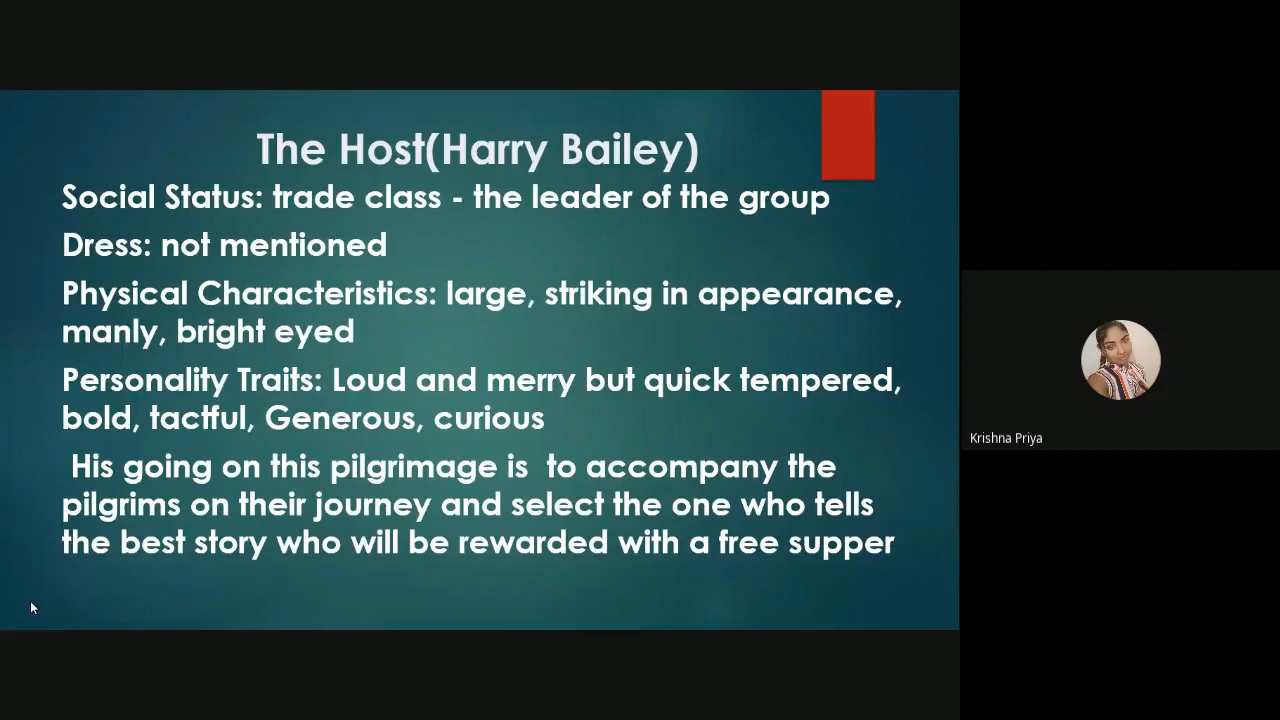 The Host(Harry Bailey)
Social Status: trade class - the leader of the group
Dress: not mentioned
Physical Characteristics: large, striking in appearance,
manly, bright eyed
Personality Traits: Loud and merry but quick tempered,
bold, tactful, Generous, curious
His going on this pilgrimage is  to accompany the
pilgrims on their journey and select the one who tells
the best story who will be rewarded with a free supper
Krishna Priya